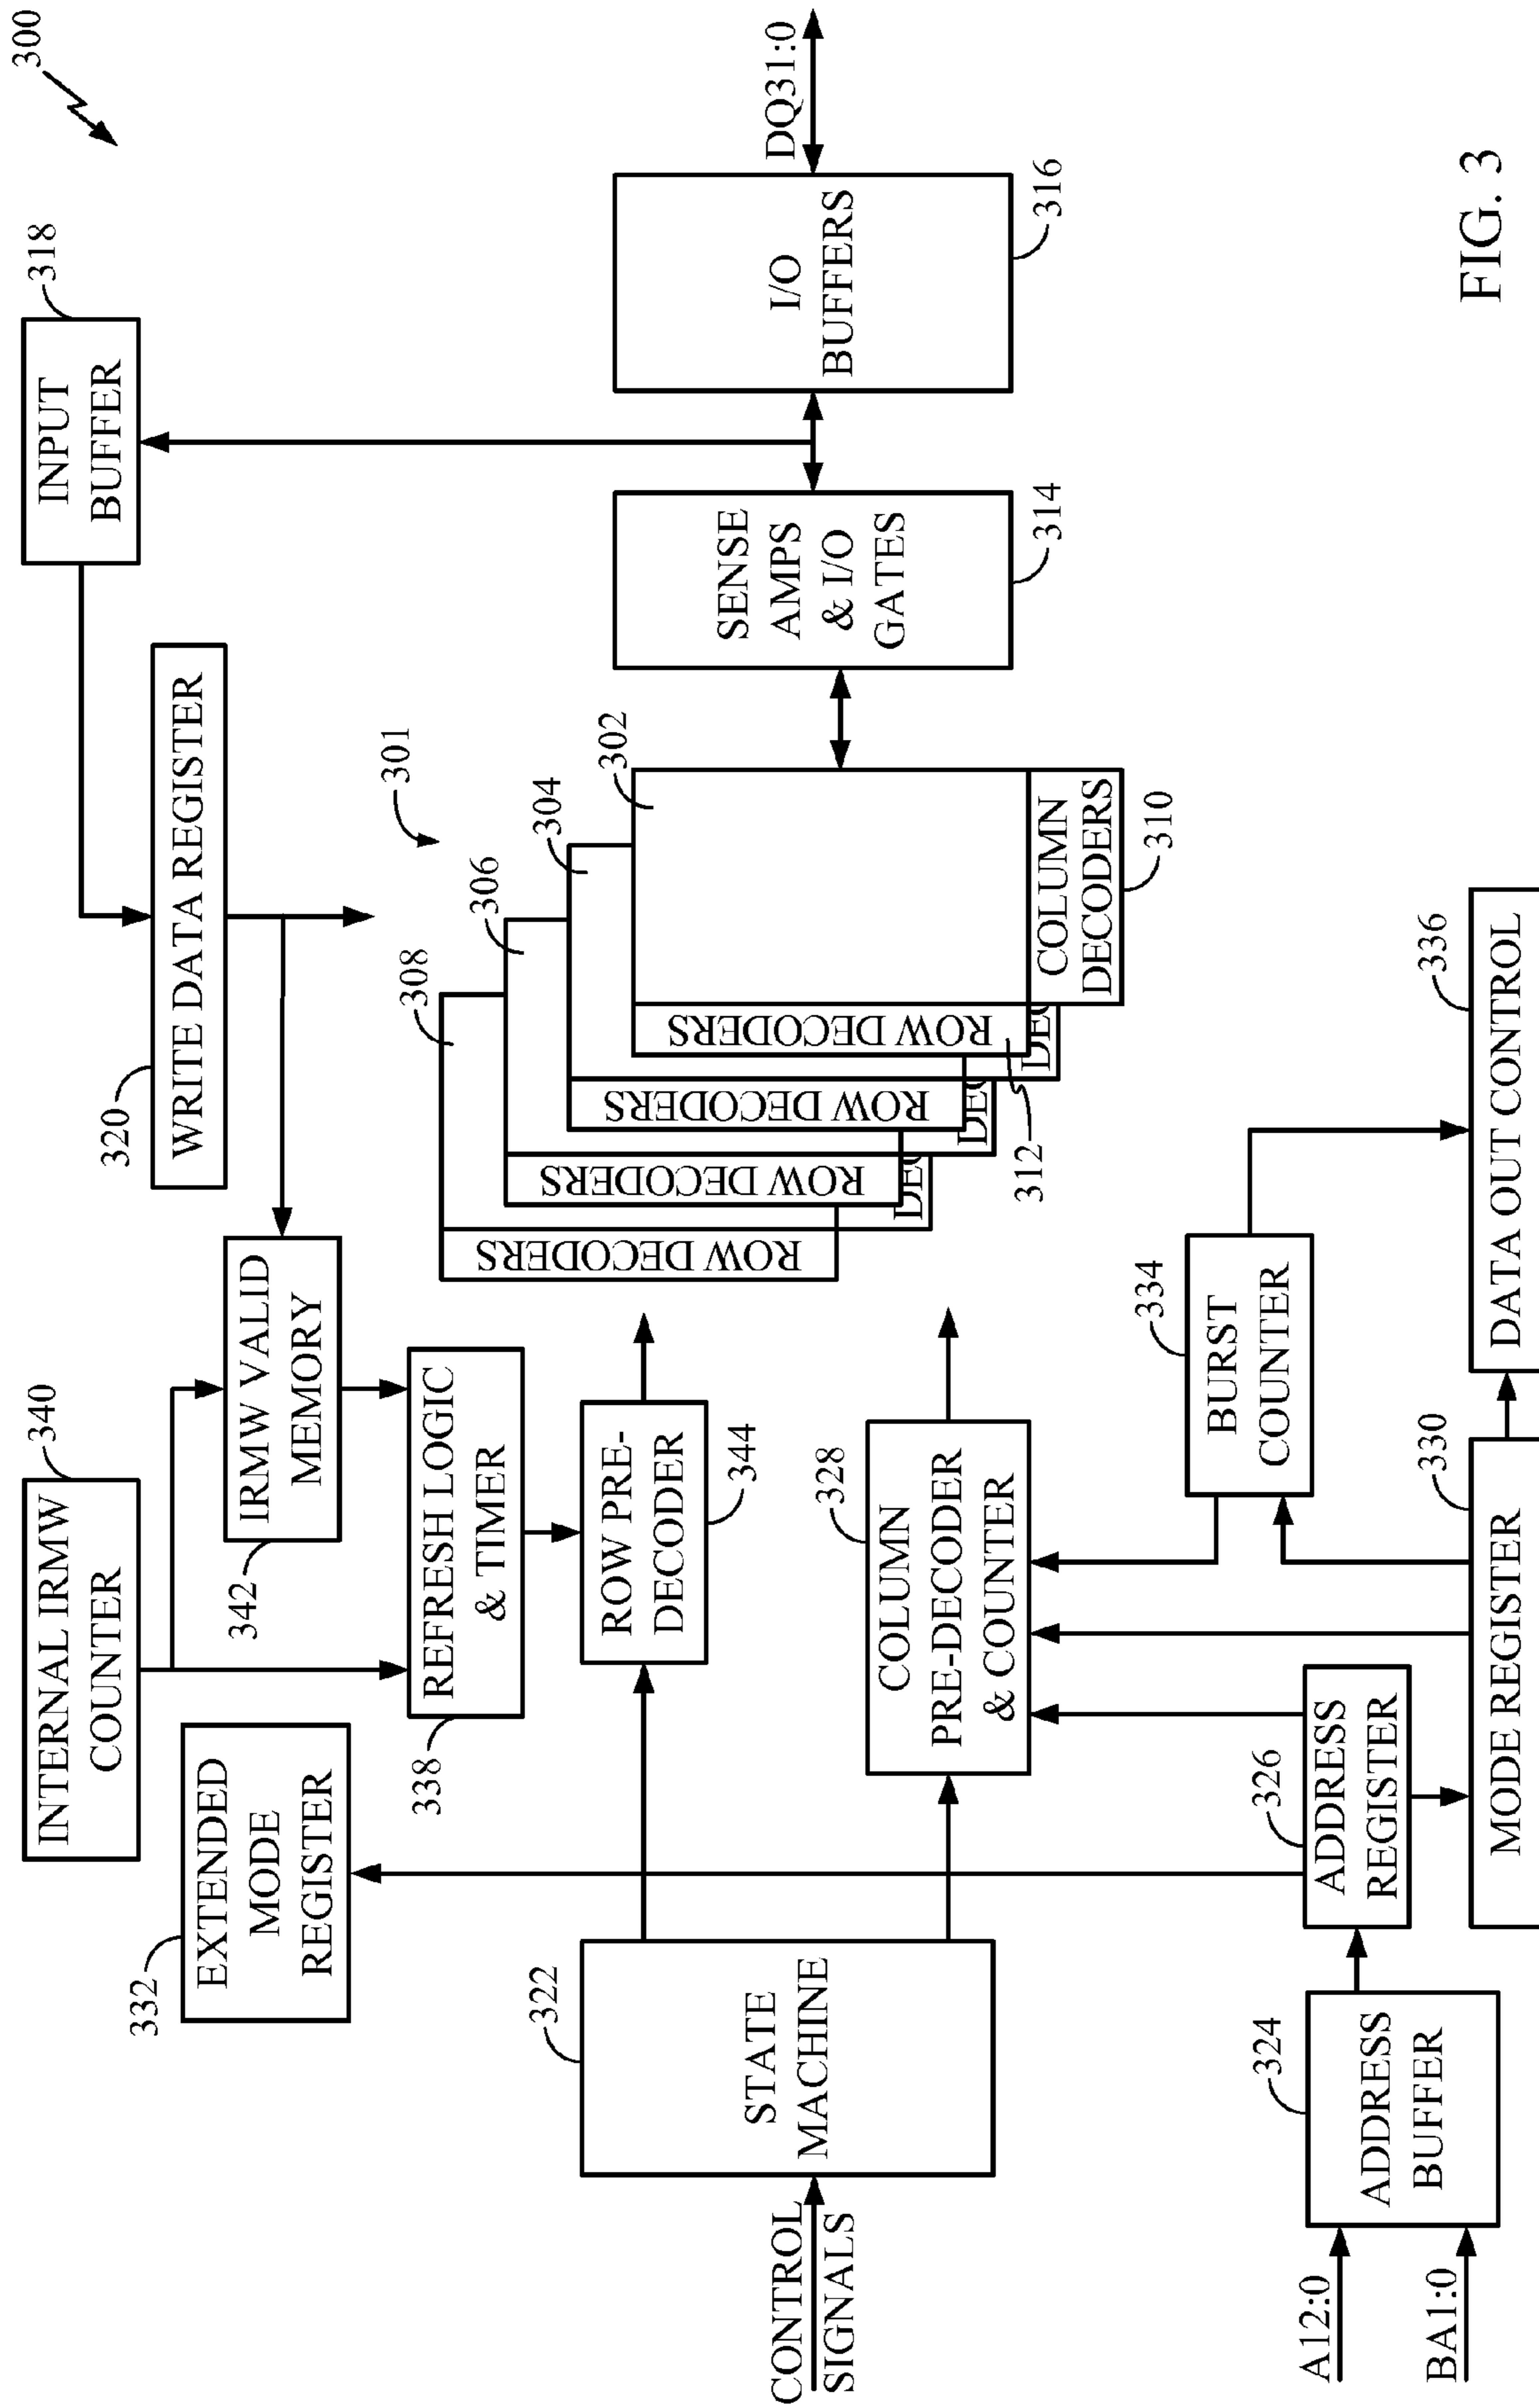 300
INTERNAL IRMW
COUNTER
340
INPUT
BUFFER
318
332
EXTENDED
MODE
REGISTER
342
IRMW VALID
MEMORY
320
WRITE DATA REGISTER
338
REFRESH LOGIC
& TIMER
308
306
304
302
301
ROW DECODERS
ROW DECODERS
ROW DECODERS
ROW DECODERS
322
STATE
MACHINE
CONTROL
SIGNALS
ROW PRE-
DECODER
344
SENSE
AMPS
& I/O
GATES
314
I/O
BUFFERS
316
DQ31:0
328
COLUMN
PRE-DECODER
& COUNTER
DEC
DEC
DEC
312
COLUMN
DECODERS
310
324
ADDRESS
BUFFER
A12:0
BA1:0
326
ADDRESS
REGISTER
334
BURST
COUNTER
330
MODE REGISTER
336
DATA OUT CONTROL
FIG. 3